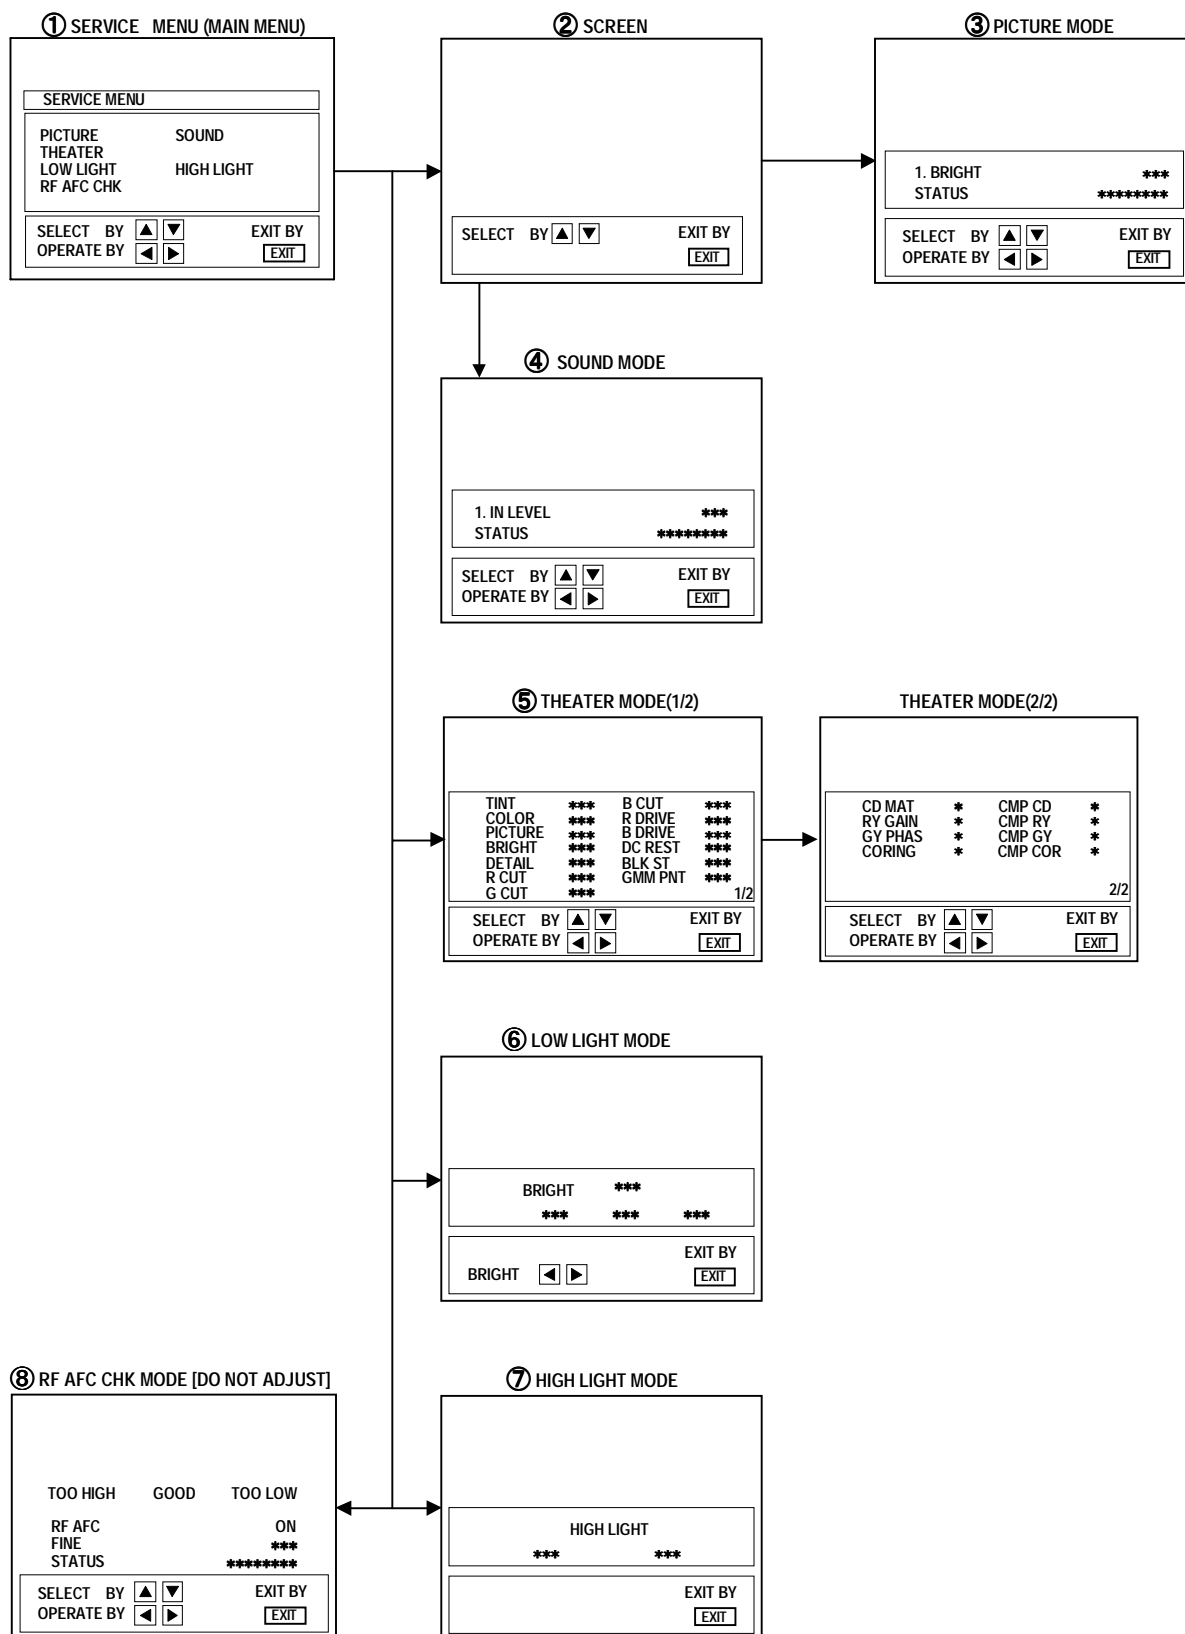 ① SERVICE MENU (MAIN MENU)
SERVICE MENU
PICTURE SOUND
THEATER
LOW LIGHT HIGH LIGHT
RF AFC CHK
SELECT BY ▲ ▼ EXIT BY
OPERATE BY ◀ ▶ EXIT
② SCREEN
SELECT BY ▲ ▼ EXIT BY
EXIT
③ PICTURE MODE
1. BRIGHT ***
STATUS ********
SELECT BY ▲ ▼ EXIT BY
OPERATE BY ◀ ▶ EXIT
④ SOUND MODE
1. IN LEVEL ***
STATUS ********
SELECT BY ▲ ▼ EXIT BY
OPERATE BY ◀ ▶ EXIT
⑤ THEATER MODE(1/2)
TINT *** B CUT ***
COLOR *** R DRIVE ***
PICTURE *** B DRIVE ***
BRIGHT *** DC REST ***
DETAIL *** BLK ST ***
R CUT *** GMM PNT ***
G CUT *** 1/2
SELECT BY ▲ ▼ EXIT BY
OPERATE BY ◀ ▶ EXIT
THEATER MODE(2/2)
CD MAT * CMP CD *
RY GAIN * CMP RY *
GY PHAS * CMP GY *
CORING * CMP COR *
2/2
SELECT BY ▲ ▼ EXIT BY
OPERATE BY ◀ ▶ EXIT
⑥ LOW LIGHT MODE
BRIGHT ***
*** *** ***
EXIT BY
BRIGHT ◀ ▶ EXIT
⑧ RF AFC CHK MODE [DO NOT ADJUST]
TOO HIGH GOOD TOO LOW
RF AFC ON
FINE ***
STATUS ********
SELECT BY ▲ ▼ EXIT BY
OPERATE BY ◀ ▶ EXIT
⑦ HIGH LIGHT MODE
HIGH LIGHT
*** ***
EXIT BY
EXIT